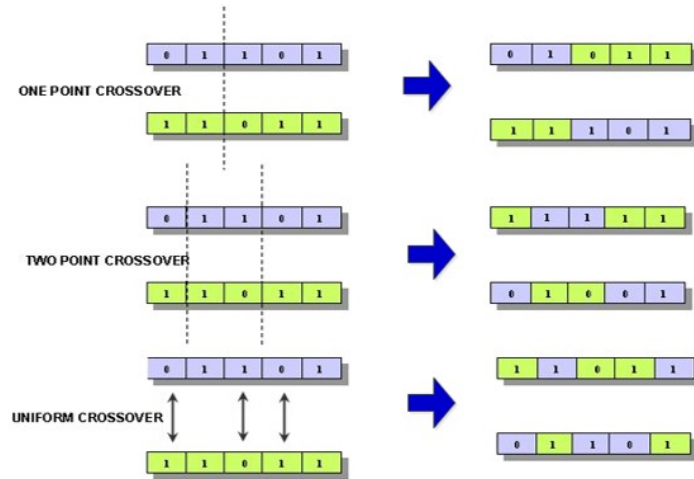 0 1 1 0 1
0 1 0 1 1
ONE POINT CROSSOVER
1 1 0 1 1
1 1 1 0 1
0 1 1 0 1
1 1 1 1 1
TWO POINT CROSSOVER
1 1 0 1 1
0 1 0 0 1
0 1 1 0 1
1 1 0 1 1
UNIFORM CROSSOVER
1 1 0 1 1
0 1 1 0 1